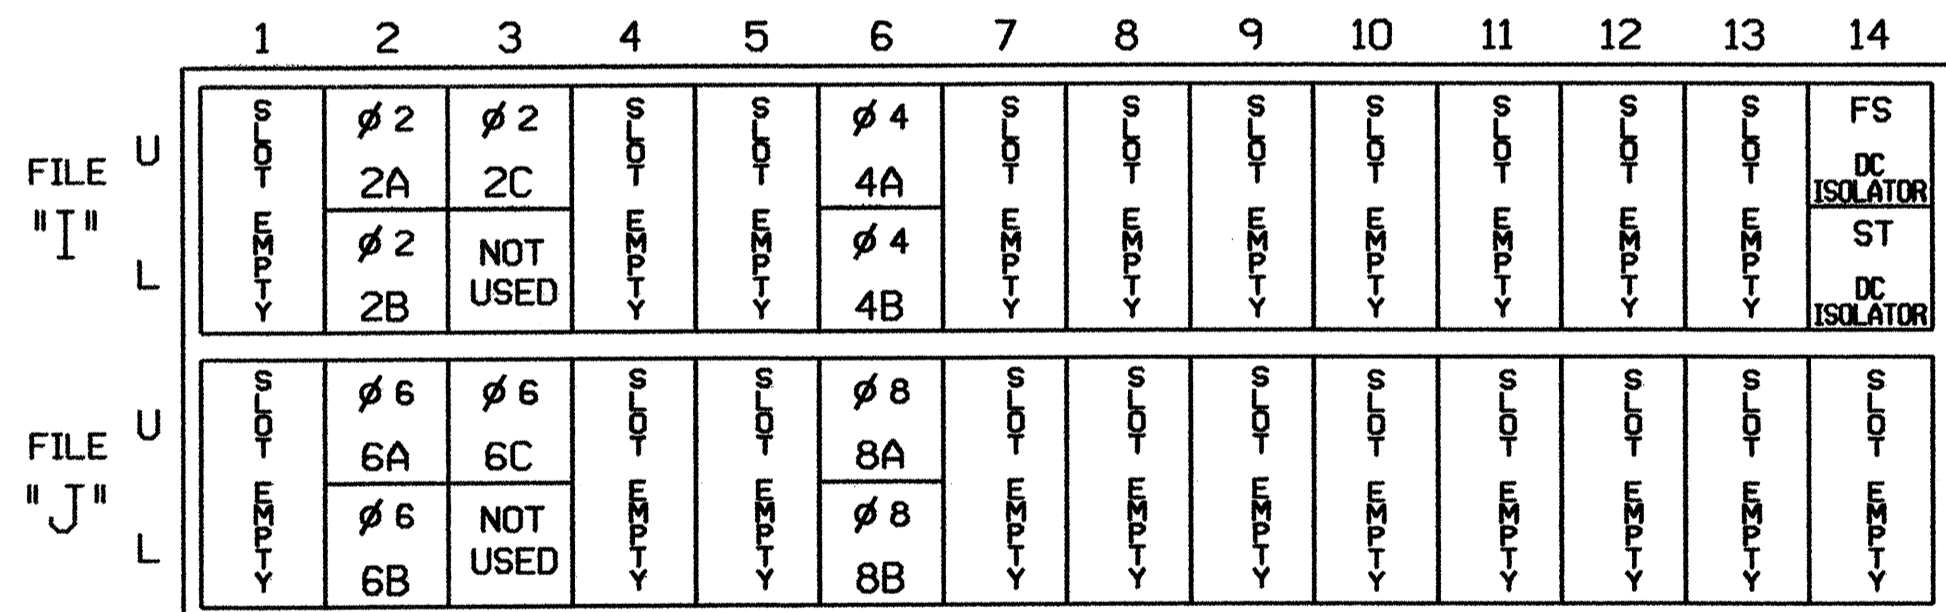 1 2 3 4 5 6 7 8 9 10 11 12 13 14
FILE "I"
U
SLOT EMPTY
ø 2 2A
ø 2 2C
SLOT EMPTY
SLOT EMPTY
ø 4 4A
SLOT EMPTY
SLOT EMPTY
SLOT EMPTY
SLOT EMPTY
SLOT EMPTY
SLOT EMPTY
SLOT EMPTY
FS
DC
ISOLATOR
L
ø 2 2B
NOT
USED
ø 4 4B
ST
DC
ISOLATOR
FILE "J"
U
SLOT EMPTY
ø 6 6A
ø 6 6C
SLOT EMPTY
SLOT EMPTY
ø 8 8A
SLOT EMPTY
SLOT EMPTY
SLOT EMPTY
SLOT EMPTY
SLOT EMPTY
SLOT EMPTY
SLOT EMPTY
SLOT EMPTY
L
ø 6 6B
NOT
USED
ø 8 8B